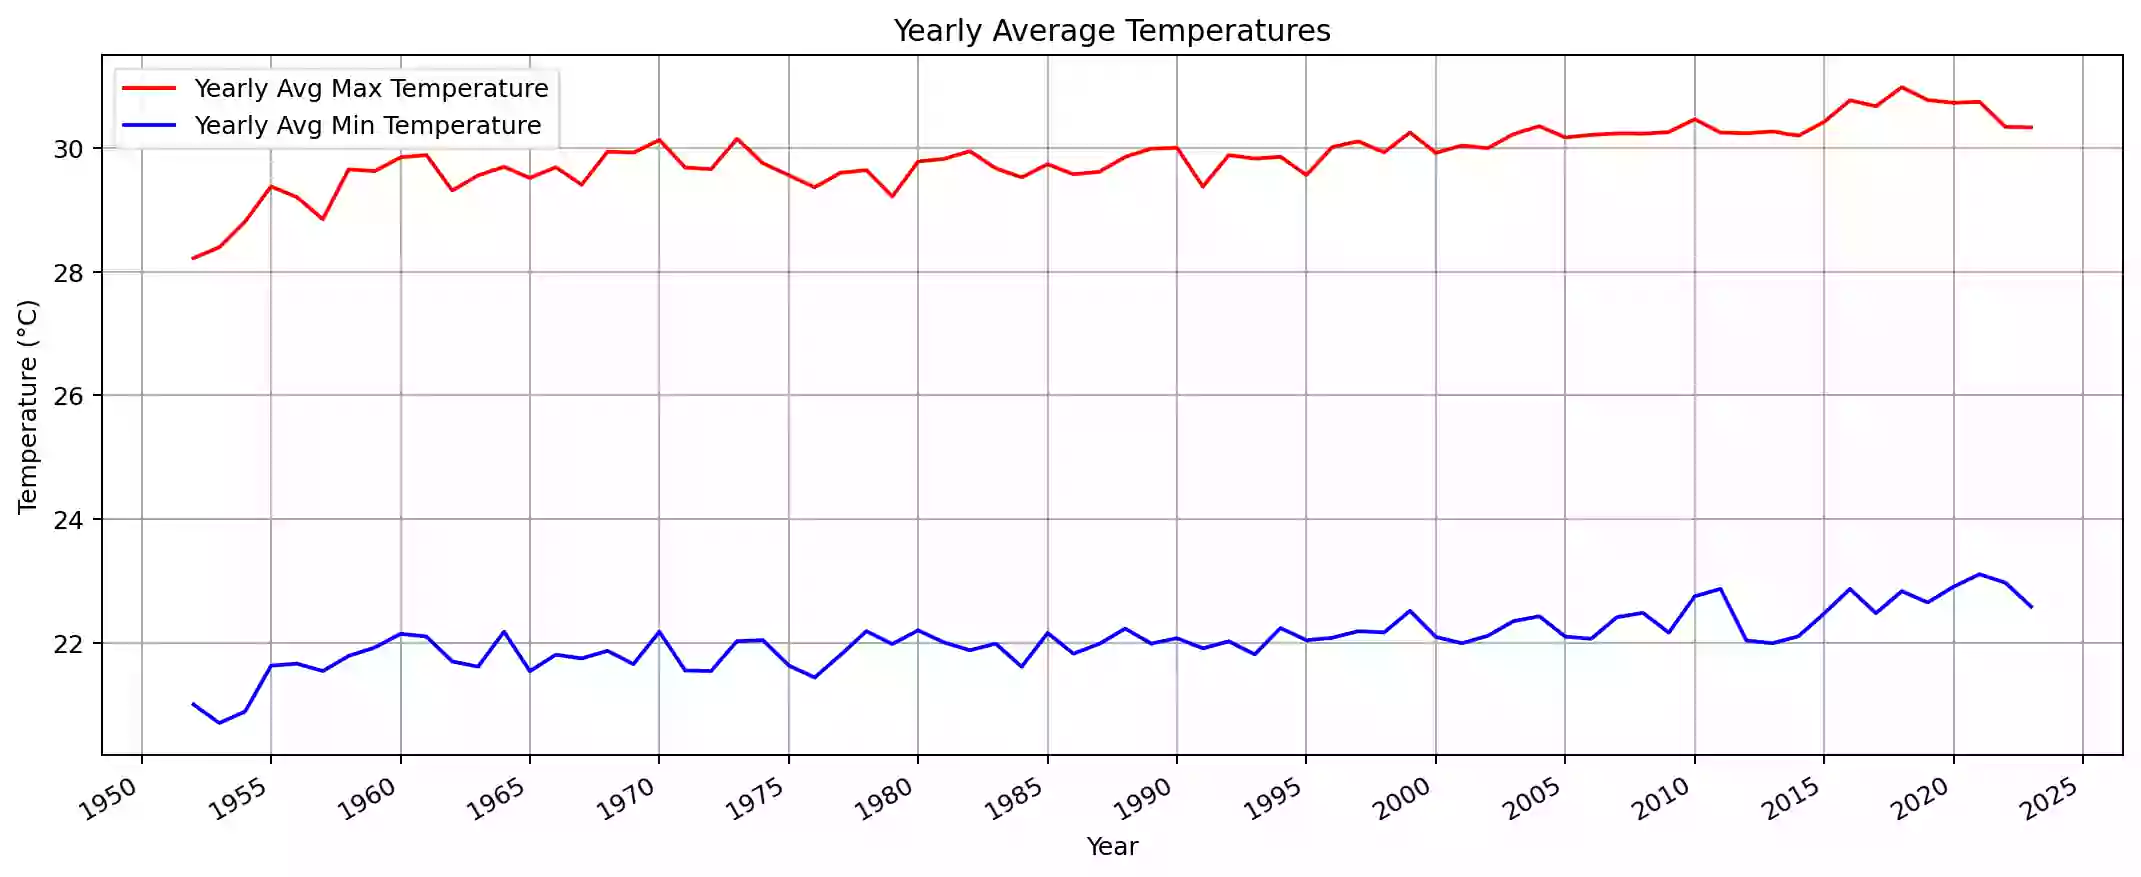 Yearly Average Temperatures
Yearly Avg Max Temperature
Yearly Avg Min Temperature
30
28
26
24
22
Temperature (°C)
1950 1955 1960 1965 1970 1975 1980 1985 1990 1995 2000 2005 2010 2015 2020 2025
Year